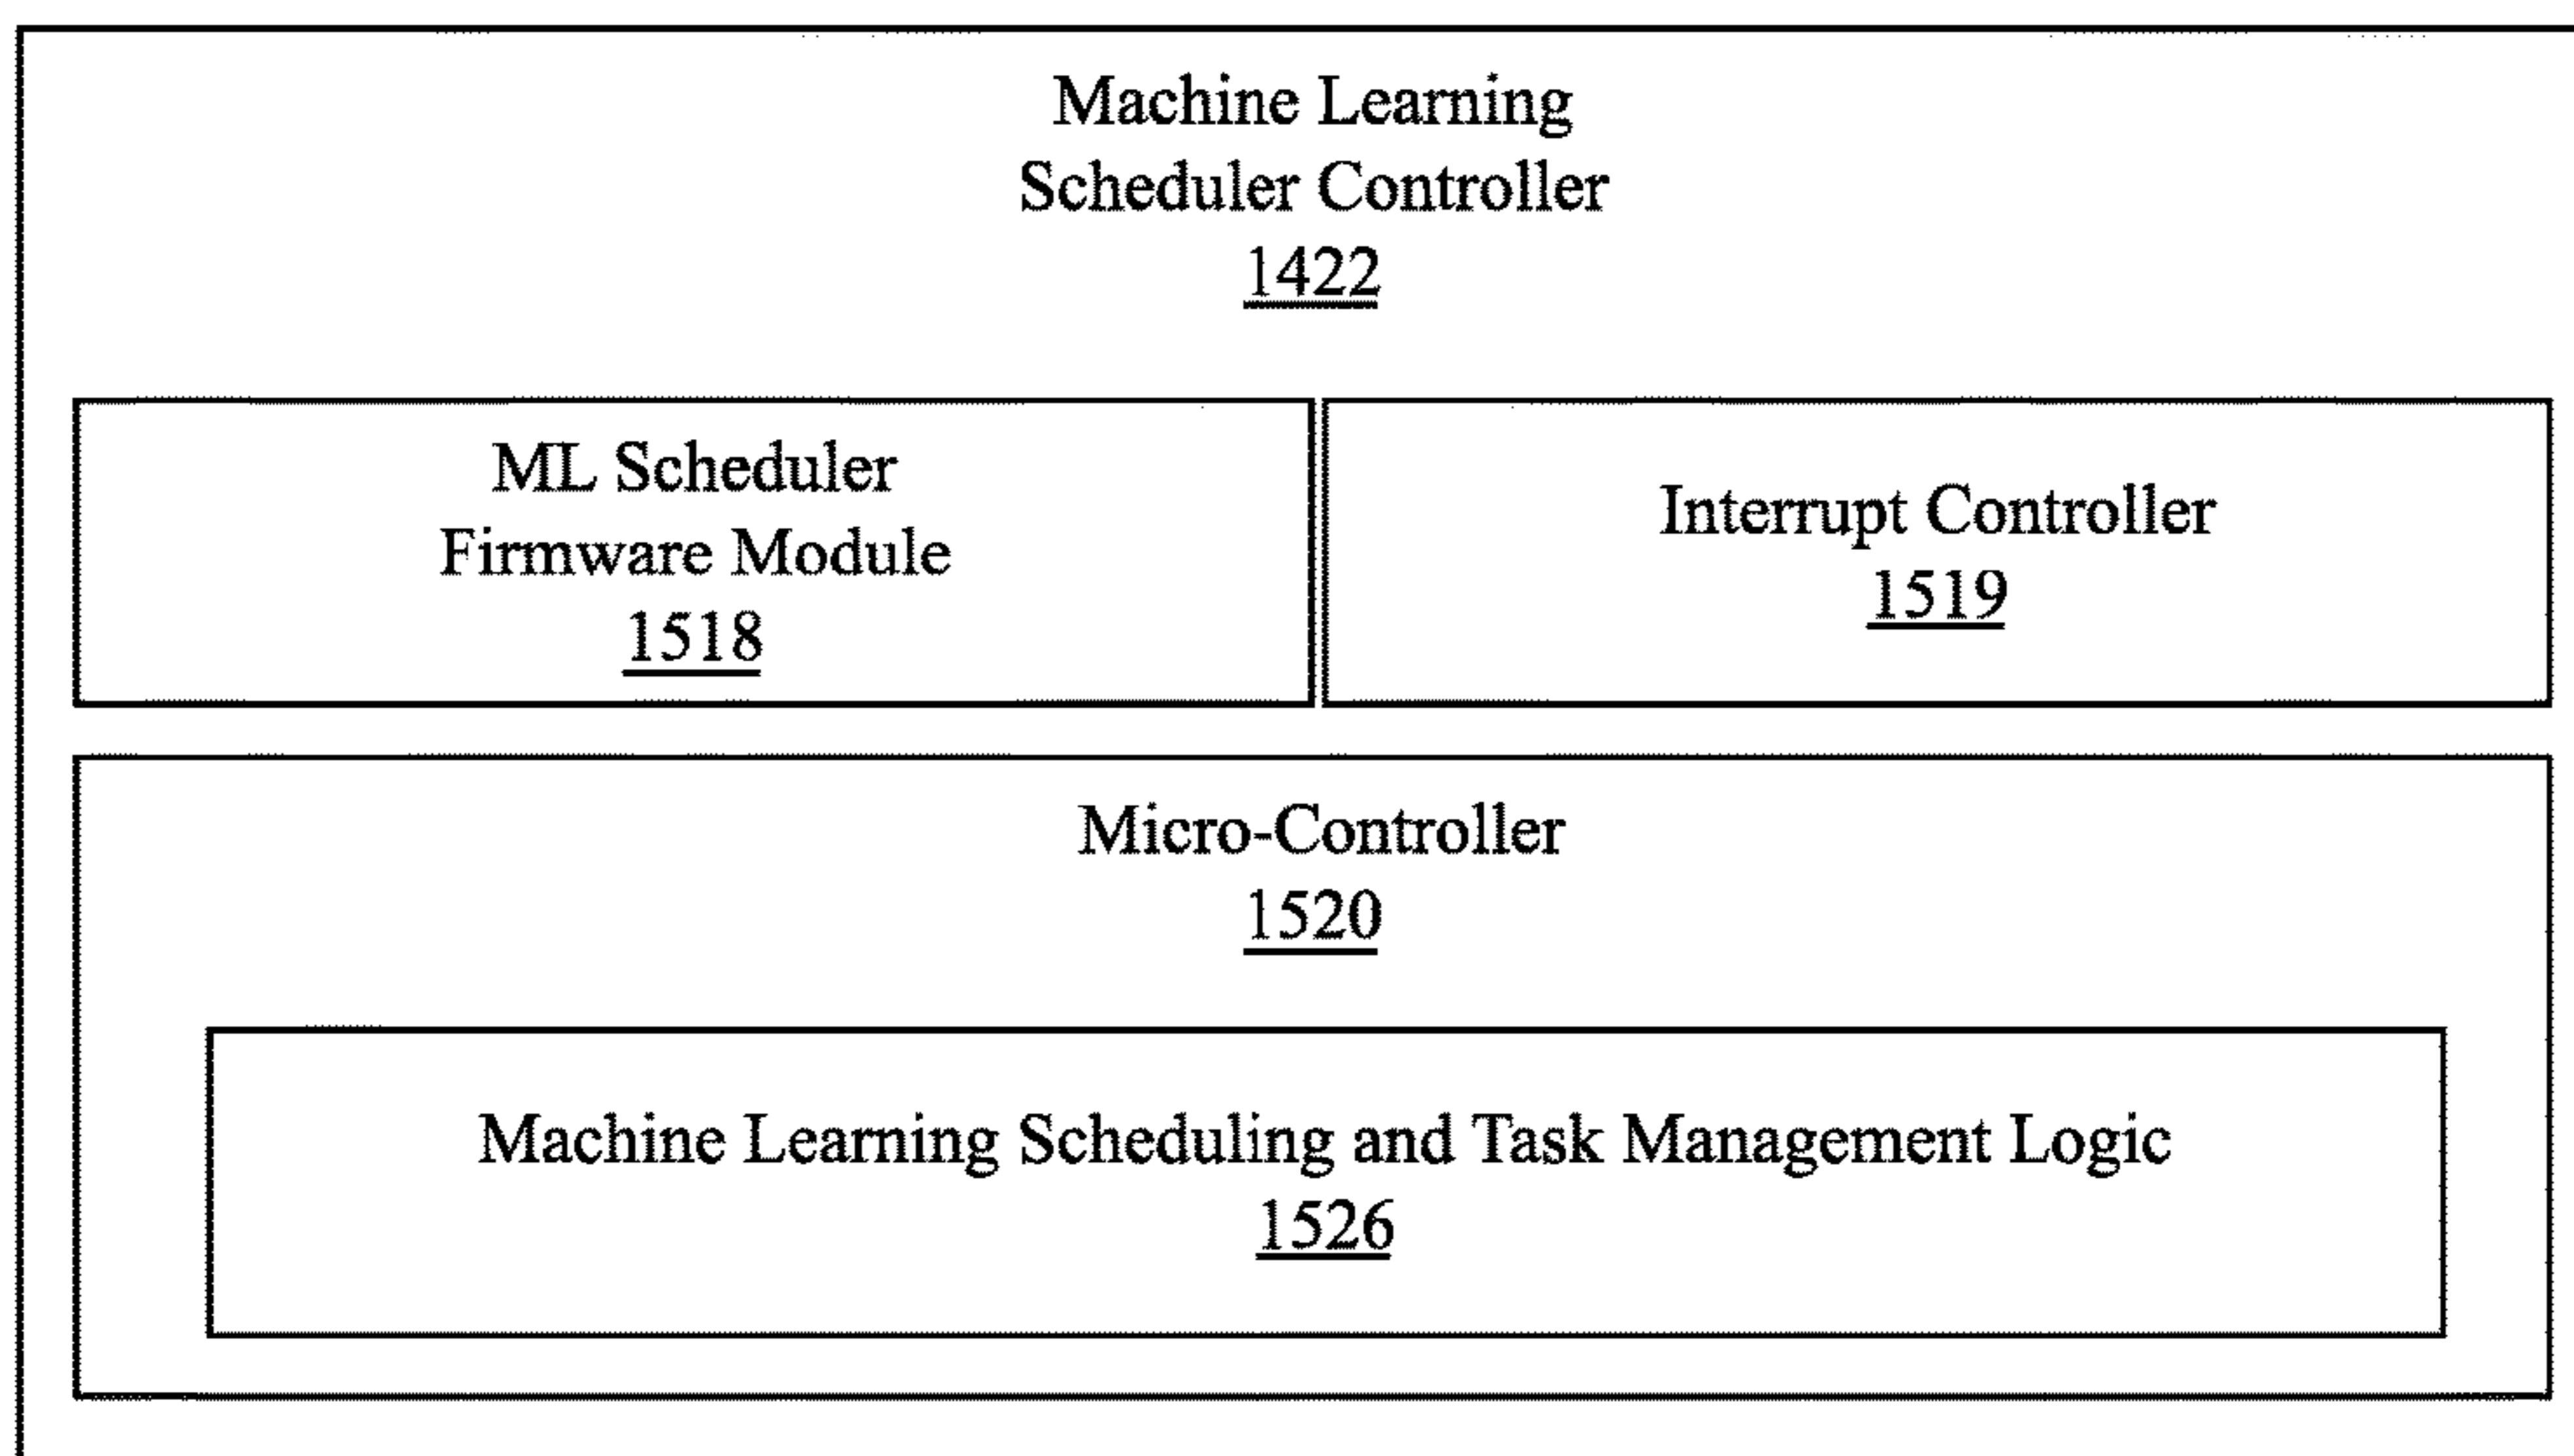 Machine Learning
Scheduler Controller
1422
ML Scheduler
Firmware Module
1518
Interrupt Controller
1519
Micro-Controller
1520
Machine Learning Scheduling and Task Management Logic
1526